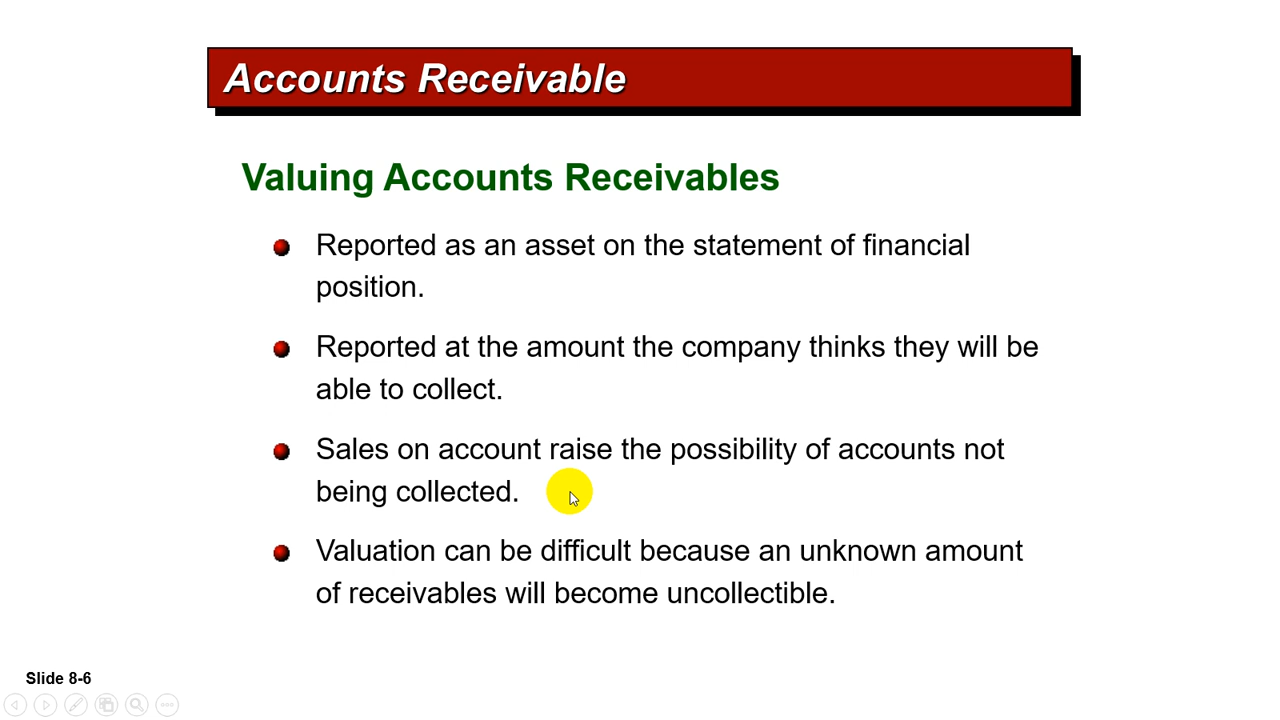 Accounts Receivable
Valuing Accounts Receivables
Reported as an asset on the statement of financial
position.
Reported at the amount the company thinks they will be
able to collect.
Sales on account raise the possibility of accounts not
being collected.
Valuation can be difficult because an unknown amount
of receivables will become uncollectible.
Slide 8-6